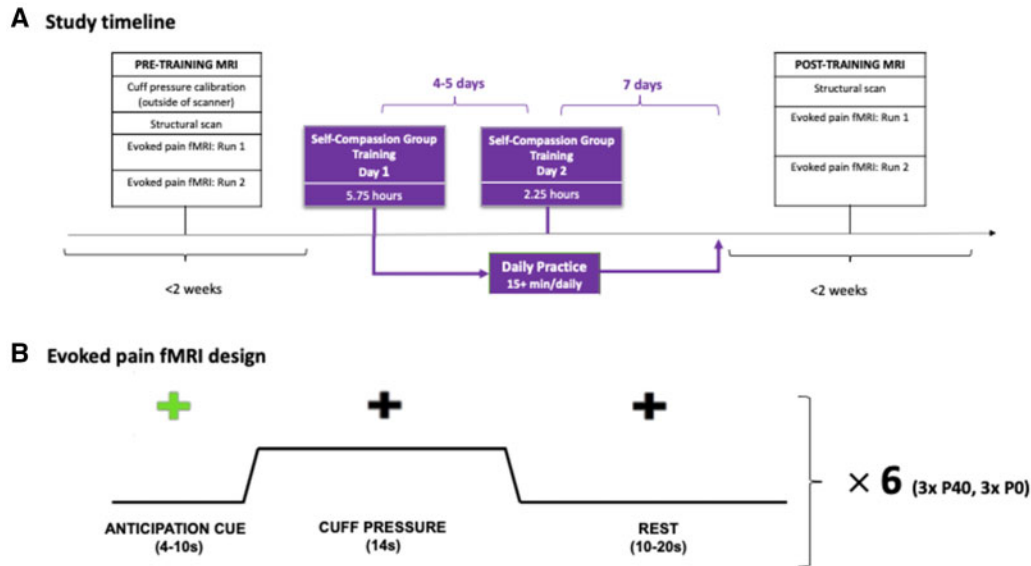 A Study timeline
PRE-TRAINING MRI
Cuff pressure calibration
(outside of scanner)
Structural scan
Evoked pain fMRI: Run 1
Evoked pain fMRI: Run 2
4-5 days
7 days
Self-Compassion Group
Training
Day 1
5.75 hours
Self-Compassion Group
Training
Day 2
2.25 hours
POST-TRAINING MRI
Structural scan
Evoked pain fMRI: Run 1
Evoked pain fMRI: Run 2
Daily Practice
15+ min/daily
<2 weeks
<2 weeks
B Evoked pain fMRI design
ANTICIPATION CUE
(4-10s)
CUFF PRESSURE
(14s)
REST
(10-20s)
× 6 (3x P40, 3x P0)